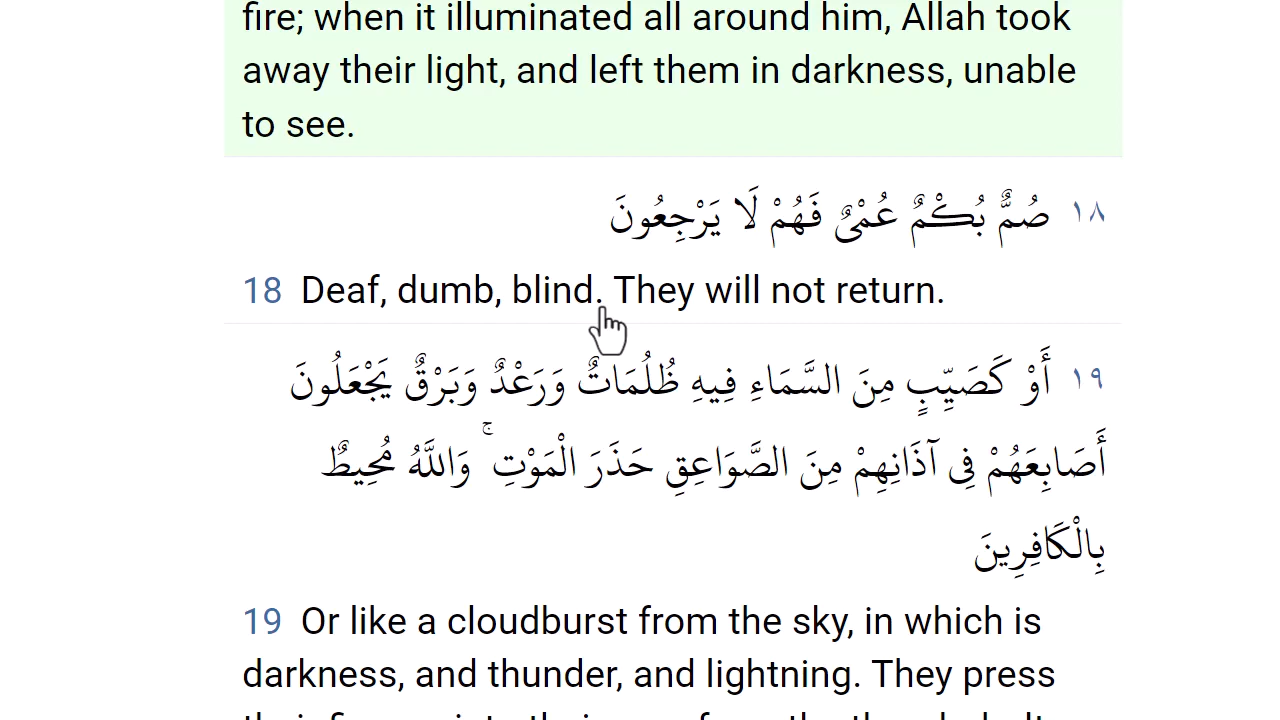 fire; when it illuminated all around him, Allah took
away their light, and left them in darkness, unable
to see.
١٨ صُمٌّ بُكْمٌ عُمْيٌ فَهُمْ لَا يَرْجِعُونَ
18 Deaf, dumb, blind. They will not return.
١٩ أَوْ كَصَيِّبٍ مِنَ السَّمَاءِ فِيهِ ظُلُمَاتٌ وَرَعْدٌ وَبَرْقٌ يَجْعَلُونَ
أَصَابِعَهُمْ فِي آذَانِهِمْ مِنَ الصَّوَاعِقِ حَذَرَ الْمَوْتِ ۚ وَاللَّهُ مُحِيطٌ
بِالْكَافِرِينَ
19 Or like a cloudburst from the sky, in which is
darkness, and thunder, and lightning. They press